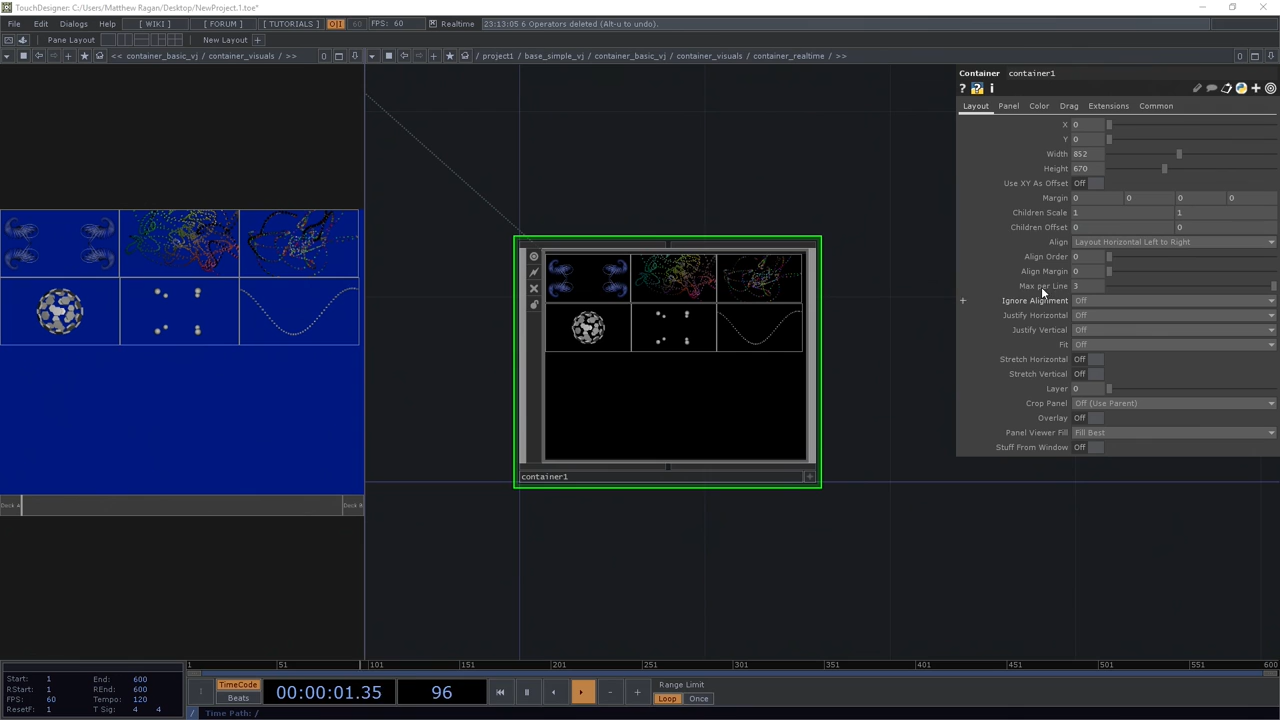 TouchDesigner: C:/Users/Matthew Ragan/Desktop/NewProject.1.toe*
File Edit Dialogs Help [ WIKI ] [ FORUM ] [ TUTORIALS ] O|I FPS: 60 Realtime 23:13:05 6 Operators deleted (Alt-u to undo).
Pane Layout New Layout +
<< container_basic_vj / container_visuals / >> 0 / project1 / base_simple_vj / container_basic_vj / container_visuals / container_realtime / >> 0
Container container1
? ? i
Layout Panel Color Drag Extensions Common
X 0
Y 0
Width 852
Height 670
Use XY As Offset Off
Margin 0 0 0 0
Children Scale 1 1
Children Offset 0 0
Align Layout Horizontal Left to Right
Align Order 0
Align Margin 0
Max per Line 3
+ Ignore Alignment Off
Justify Horizontal Off
Justify Vertical Off
Fit Off
Stretch Horizontal Off
Stretch Vertical Off
Layer 0
Crop Panel Off (Use Parent)
Overlay Off
Panel Viewer Fill Fill Best
Stuff From Window Off
container1 +
Deck A Deck B
1 51 101 151 201 251 301 351 401 451 501 551 600
Start: 1 End: 600
RStart: 1 REnd: 600
FPS: 60 Tempo: 120
ResetF: 1 T Sig: 4 4
TimeCode
Beats
00:00:01.35 96
- +
Range Limit
Loop Once
/ Time Path: /